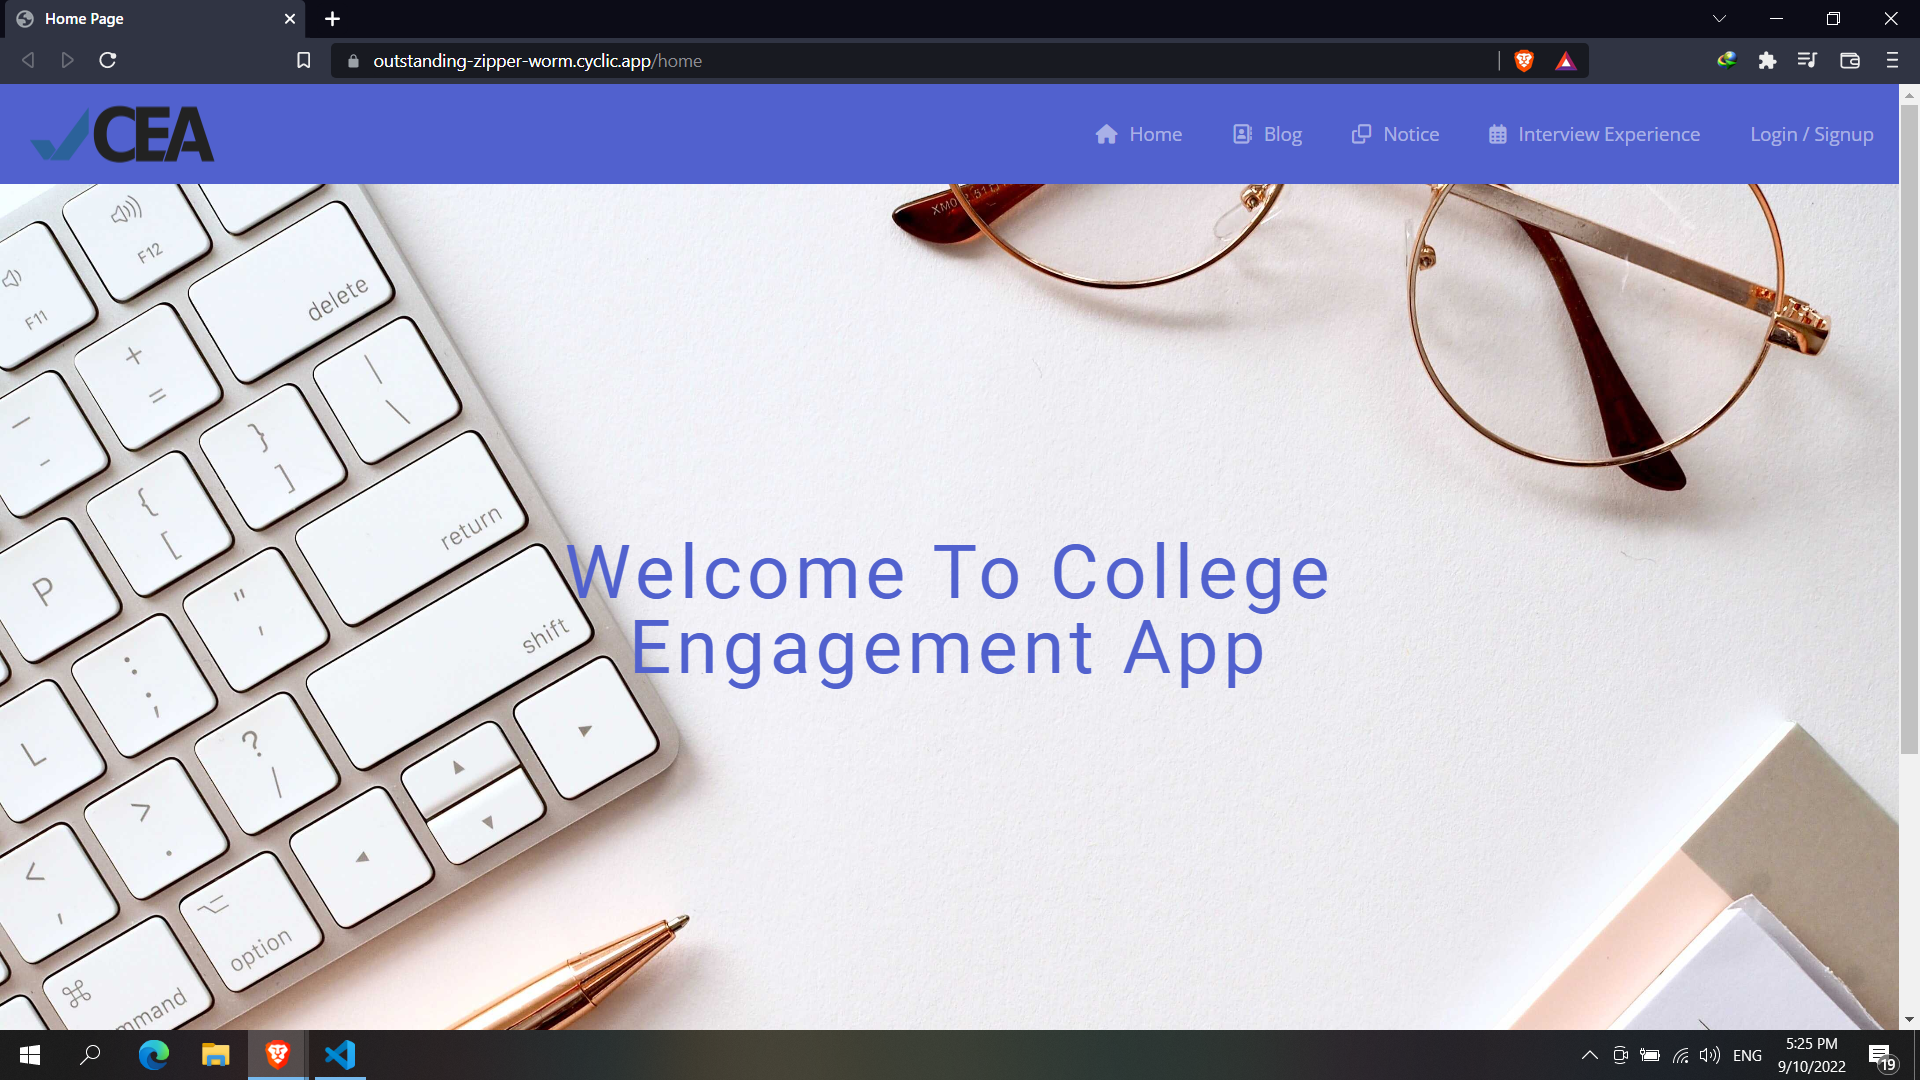 Home Page
outstanding-zipper-worm.cyclic.app/home
CEA
Home
Blog
Notice
Interview Experience
Login / Signup
F12
F11
delete
+
=
|
\
—
-
}
]
{
[
return
P
"
'
shift
:
;
L
?
/
>
.
<
,
option
mmand
Welcome To College
Engagement App
ENG
5:25 PM
9/10/2022
19